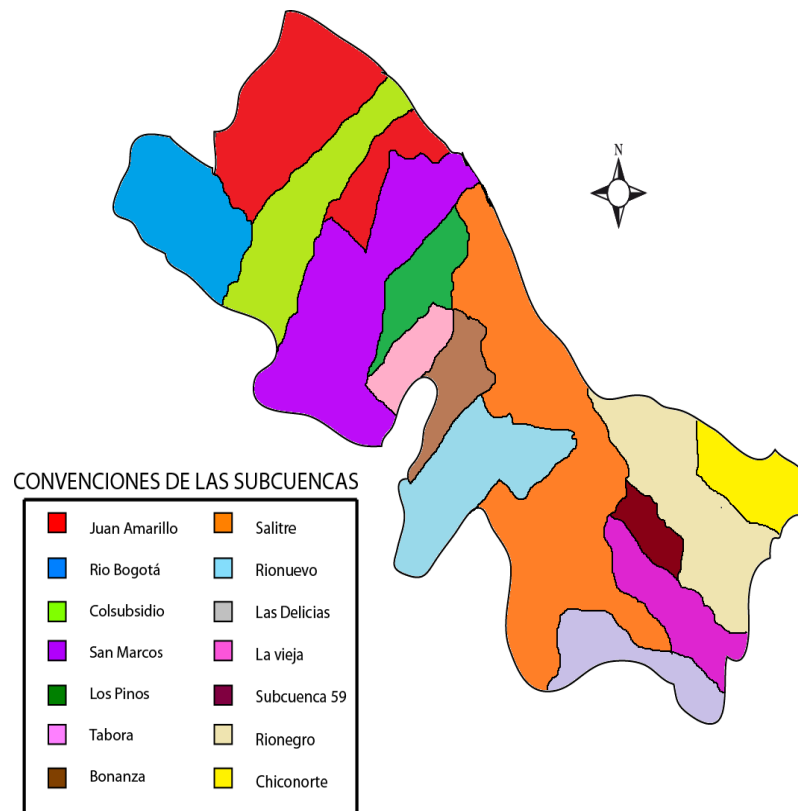 N
CONVENCIONES DE LAS SUBCUENCAS
Juan Amarillo
Salitre
Rio Bogotá
Rionuevo
Colsubsidio
Las Delicias
San Marcos
La vieja
Los Pinos
Subcuenca 59
Tabora
Rionegro
Bonanza
Chiconorte